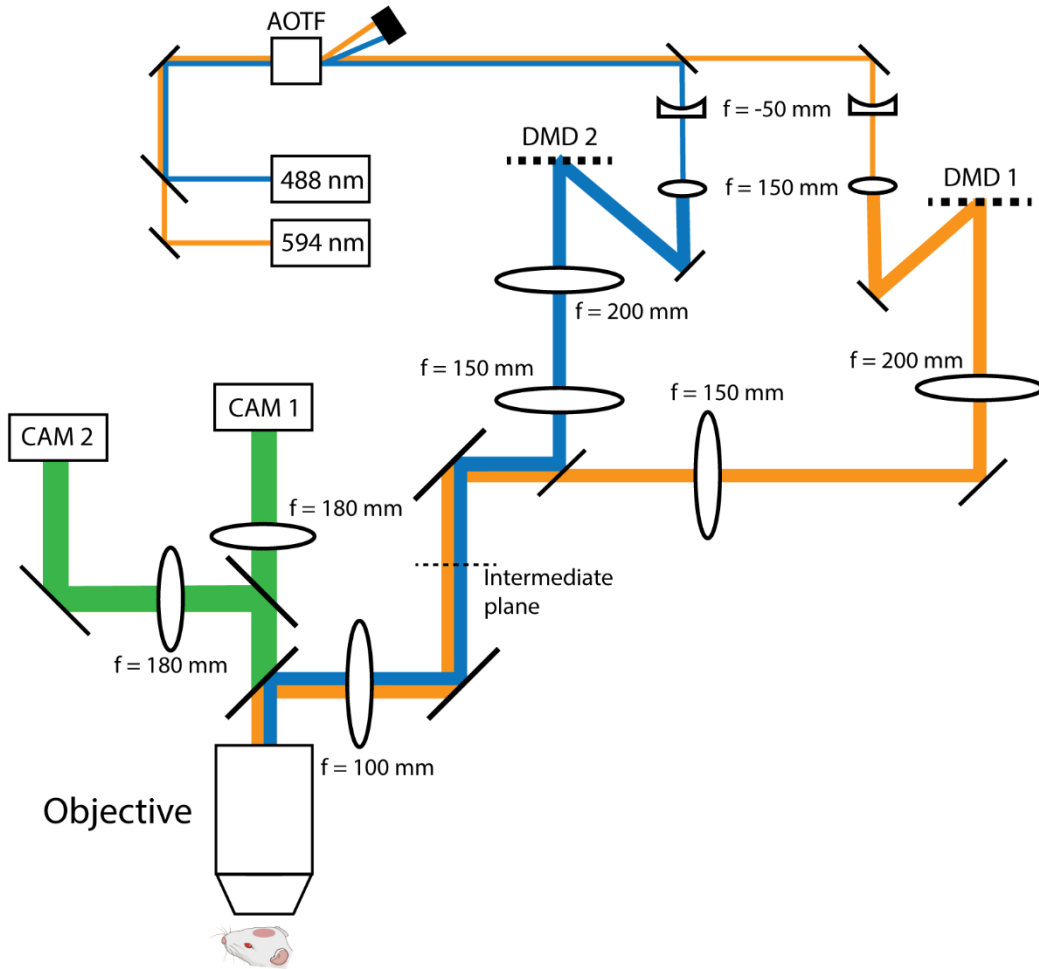 AOTF
f = -50 mm
DMD 2
488 nm
f = 150 mm
DMD 1
594 nm
f = 200 mm
f = 150 mm
f = 200 mm
f = 150 mm
CAM 1
CAM 2
f = 180 mm
Intermediate
plane
f = 180 mm
f = 100 mm
Objective